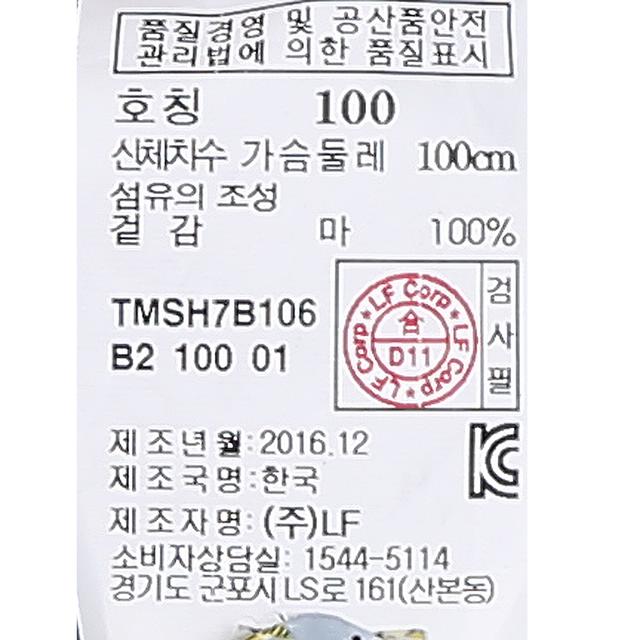 품질경영 및 공산품안전
관리법에 의한 품질표시
호칭 100
신체치수 가슴둘레 100cm
섬유의 조성
겉 감 마 100%
TMSH7B106
B2 100 01
LF Corp ★ LF Corp ★ LF Corp ★
合
D11
검사필
제조년월:2016.12
제조국명:한국
제조자명:(주)LF
소비자상담실: 1544-5114
경기도 군포시 LS로 161(산본동)